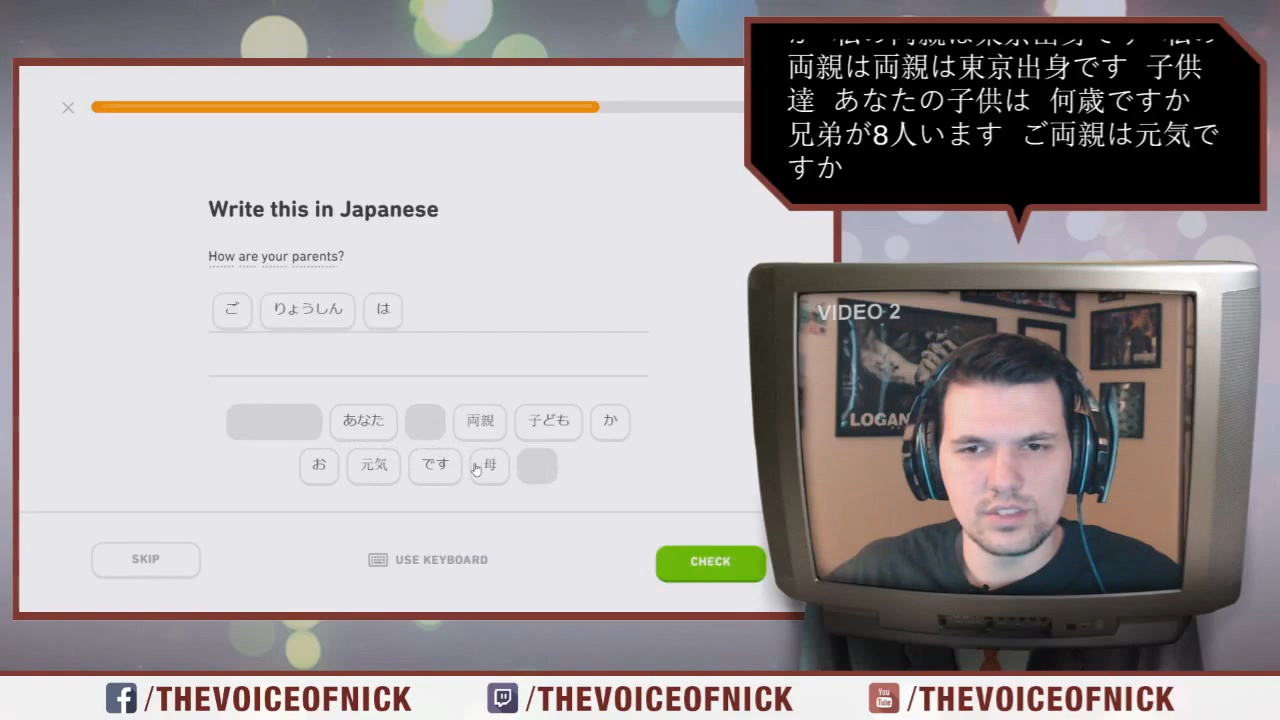 両親は両親は東京出身です 子供
達 あなたの子供は 何歳ですか
兄弟が8人います ご両親は元気で
すか
Write this in Japanese
How are your parents?
ご りょうしん は
あなた 両親 子ども か
お 元気 です 母
SKIP
USE KEYBOARD
CHECK
VIDEO 2
LOGAN
/THEVOICEOFNICK
/THEVOICEOFNICK
You Tube /THEVOICEOFNICK